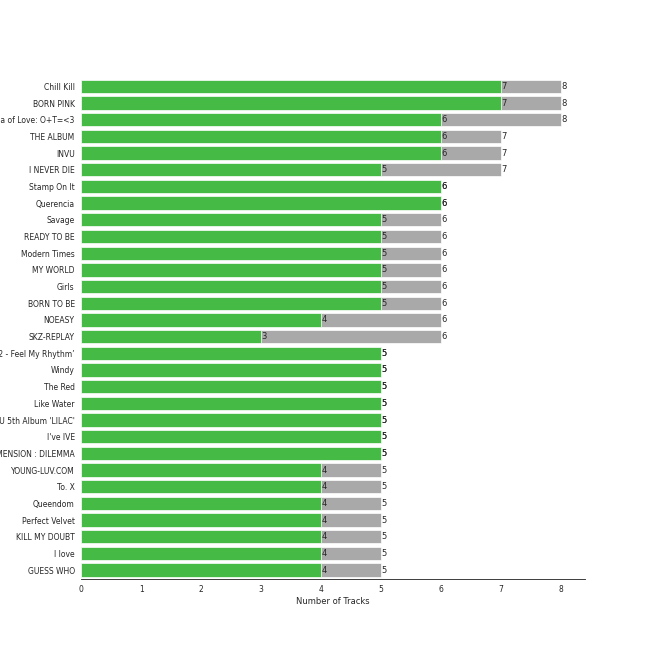 Chill Kill 7 8
BORN PINK 7 8
a of Love: O+T=<3 6 8
THE ALBUM 6 7
INVU 6 7
I NEVER DIE 5 7
Stamp On It 6
Querencia 6
Savage 5 6
READY TO BE 5 6
Modern Times 5 6
MY WORLD 5 6
Girls 5 6
BORN TO BE 5 6
NOEASY 4 6
SKZ-REPLAY 3 6
2 - Feel My Rhythm' 5
Windy 5
The Red 5
Like Water 5
U 5th Album 'LILAC' 5
I've IVE 5
MENSION : DILEMMA 5
YOUNG-LUV.COM 4 5
To. X 4 5
Queendom 4 5
Perfect Velvet 4 5
KILL MY DOUBT 4 5
I love 4 5
GUESS WHO 4 5
0 1 2 3 4 5 6 7 8
Number of Tracks